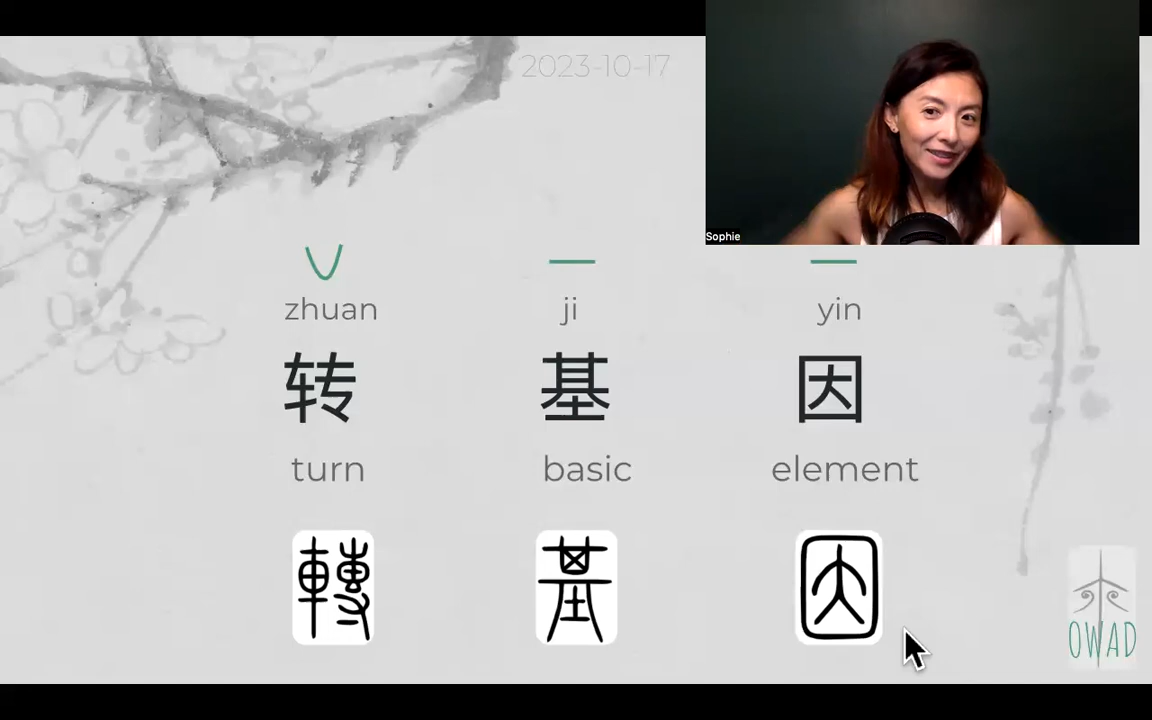 2023-10-17
Sophie
zhuan ji yin
转 基 因
turn basic element
轉 基 因
OWAD